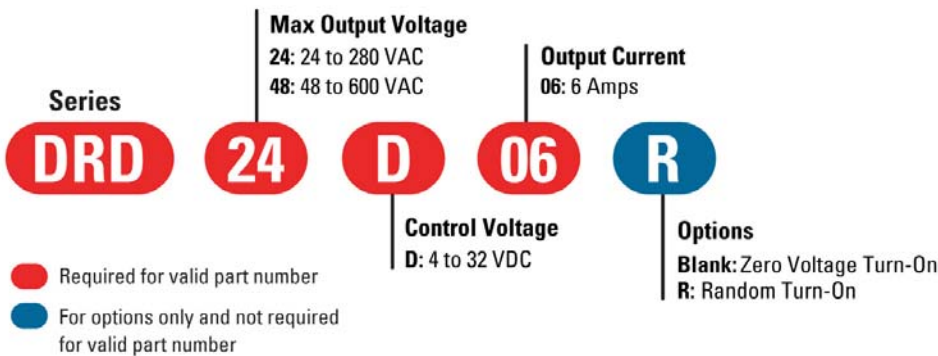 Max Output Voltage
24: 24 to 280 VAC
48: 48 to 600 VAC
Output Current
06: 6 Amps
Series
DRD 24 D 06 R
Control Voltage
D: 4 to 32 VDC
Options
Blank: Zero Voltage Turn-On
R: Random Turn-On
Required for valid part number
For options only and not required
for valid part number